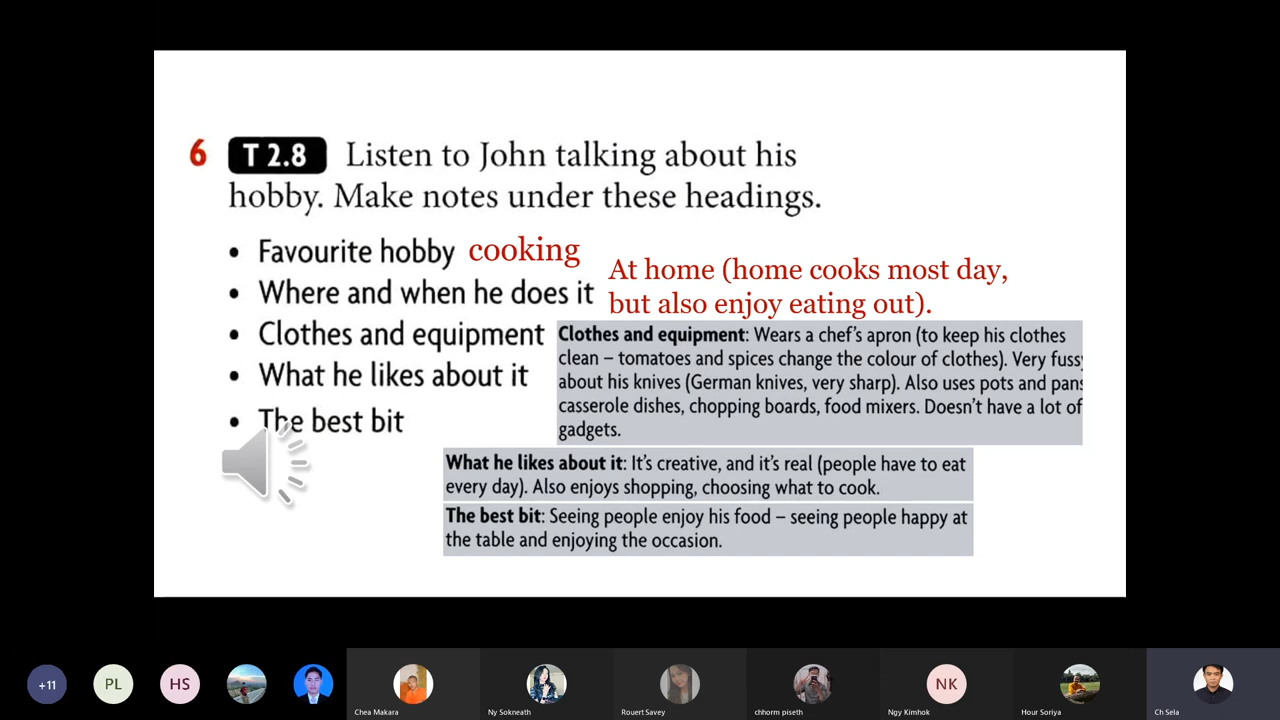 6 T 2.8 Listen to John talking about his
hobby. Make notes under these headings.
• Favourite hobby cooking
At home (home cooks most day,
• Where and when he does it but also enjoy eating out).
• Clothes and equipment
Clothes and equipment: Wears a chef's apron (to keep his clothes
clean – tomatoes and spices change the colour of clothes). Very fussy
about his knives (German knives, very sharp). Also uses pots and pans
casserole dishes, chopping boards, food mixers. Doesn't have a lot of
gadgets.
• What he likes about it
• The best bit
What he likes about it: It's creative, and it's real (people have to eat
every day). Also enjoys shopping, choosing what to cook.
The best bit: Seeing people enjoy his food – seeing people happy at
the table and enjoying the occasion.
+11 PL HS NK
Chea Makara Ny Sokneath Rouert Savey chhorm piseth Ngy Kimhok Hour Soriya Ch Sela